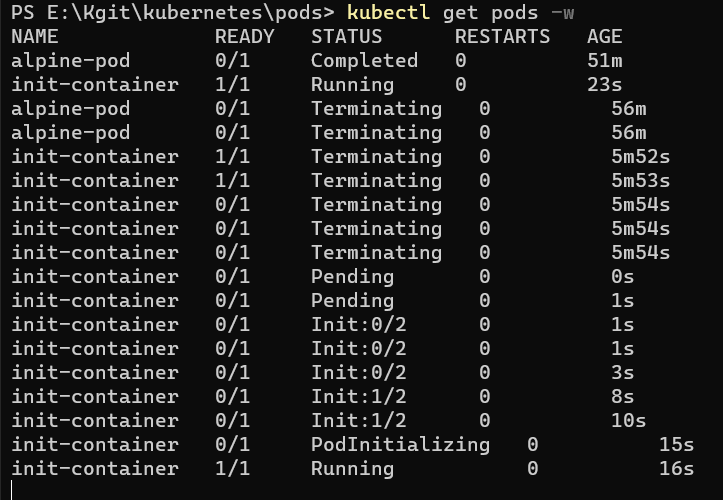 PS E:\Kgit\kubernetes\pods> kubectl get pods -w
NAME             READY   STATUS      RESTARTS   AGE
alpine-pod       0/1     Completed   0          51m
init-container   1/1     Running     0          23s
alpine-pod       0/1     Terminating   0          56m
alpine-pod       0/1     Terminating   0          56m
init-container   1/1     Terminating   0          5m52s
init-container   1/1     Terminating   0          5m53s
init-container   0/1     Terminating   0          5m54s
init-container   0/1     Terminating   0          5m54s
init-container   0/1     Terminating   0          5m54s
init-container   0/1     Pending       0          0s
init-container   0/1     Pending       0          1s
init-container   0/1     Init:0/2      0          1s
init-container   0/1     Init:0/2      0          1s
init-container   0/1     Init:0/2      0          3s
init-container   0/1     Init:1/2      0          8s
init-container   0/1     Init:1/2      0          10s
init-container   0/1     PodInitializing   0          15s
init-container   1/1     Running           0          16s